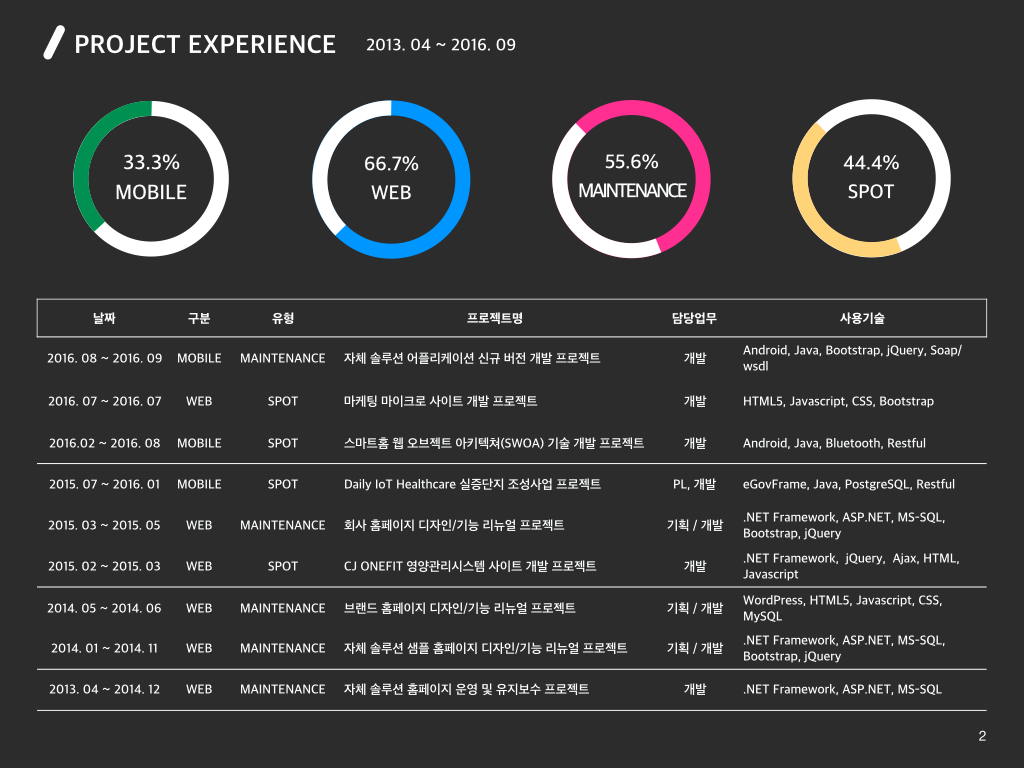 PROJECT EXPERIENCE 2013. 04 ~ 2016. 09
33.3% 66.7% 55.6% 44.4%
MOBILE WEB MAINTENANCE SPOT
날짜 구분 유형 프로젝트명 담당업무 사용기술
2016. 08 ~ 2016. 09 MOBILE MAINTENANCE 자체 솔루션 어플리케이션 신규 버전 개발 프로젝트 개발 Android, Java, Bootstrap, jQuery, Soap/
wsdl
2016. 07 ~ 2016. 07 WEB SPOT 마케팅 마이크로 사이트 개발 프로젝트 개발 HTML5, Javascript, CSS, Bootstrap
2016.02 ~ 2016. 08 MOBILE SPOT 스마트홈 웹 오브젝트 아키텍쳐(SWOA) 기술 개발 프로젝트 개발 Android, Java, Bluetooth, Restful
2015. 07 ~ 2016. 01 MOBILE SPOT Daily IoT Healthcare 실증단지 조성사업 프로젝트 PL, 개발 eGovFrame, Java, PostgreSQL, Restful
2015. 03 ~ 2015. 05 WEB MAINTENANCE 회사 홈페이지 디자인/기능 리뉴얼 프로젝트 기획 / 개발 .NET Framework, ASP.NET, MS-SQL,
Bootstrap, jQuery
2015. 02 ~ 2015. 03 WEB SPOT CJ ONEFIT 영양관리시스템 사이트 개발 프로젝트 개발 .NET Framework, jQuery, Ajax, HTML,
Javascript
2014. 05 ~ 2014. 06 WEB MAINTENANCE 브랜드 홈페이지 디자인/기능 리뉴얼 프로젝트 기획 / 개발 WordPress, HTML5, Javascript, CSS,
MySQL
2014. 01 ~ 2014. 11 WEB MAINTENANCE 자체 솔루션 샘플 홈페이지 디자인/기능 리뉴얼 프로젝트 기획 / 개발 .NET Framework, ASP.NET, MS-SQL,
Bootstrap, jQuery
2013. 04 ~ 2014. 12 WEB MAINTENANCE 자체 솔루션 홈페이지 운영 및 유지보수 프로젝트 개발 .NET Framework, ASP.NET, MS-SQL
2